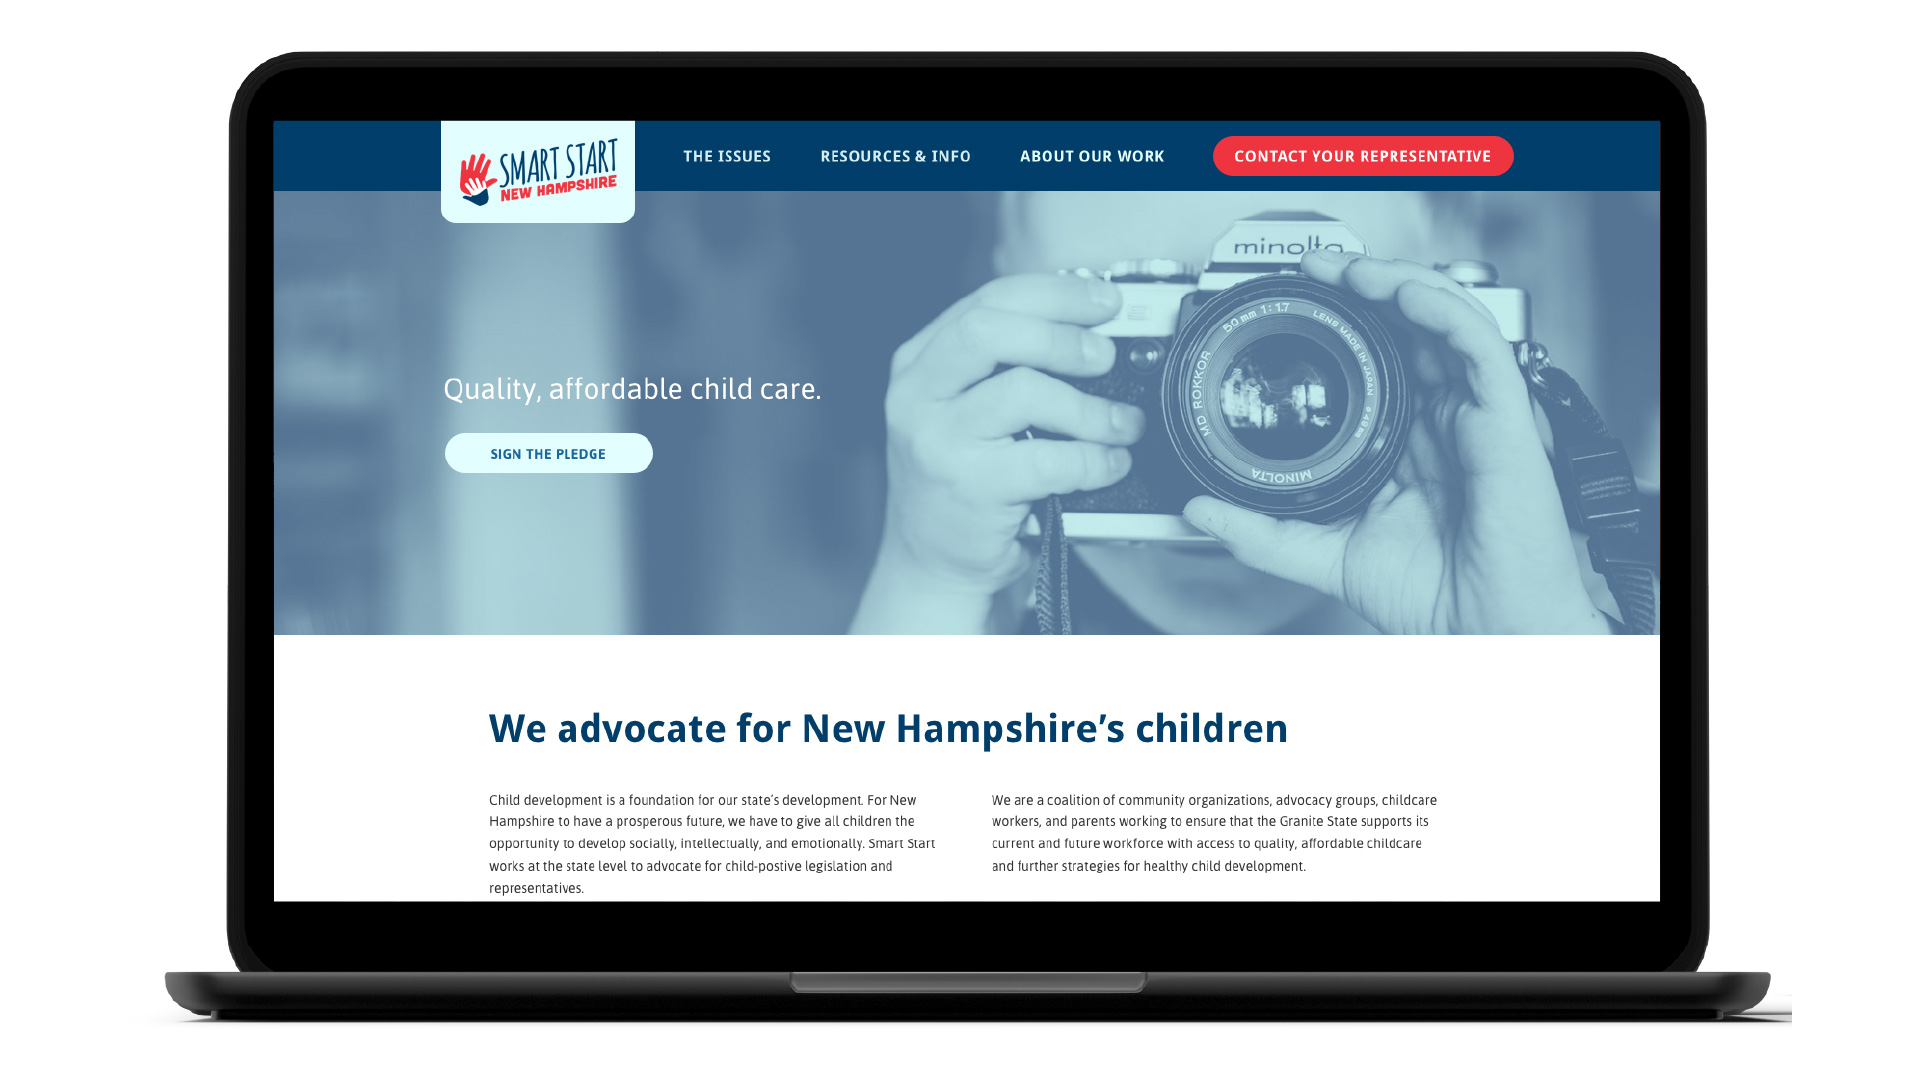 SMART START
NEW HAMPSHIRE
THE ISSUES
RESOURCES & INFO
ABOUT OUR WORK
CONTACT YOUR REPRESENTATIVE
minolta
50mm 1:1.7
LENS MADE IN JAPAN
ø49mm
MD ROKKOR
MINOLTA
Quality, affordable child care.
SIGN THE PLEDGE
We advocate for New Hampshire’s children
Child development is a foundation for our state’s development. For New
Hampshire to have a prosperous future, we have to give all children the
opportunity to develop socially, intellectually, and emotionally. Smart Start
works at the state level to advocate for child-postive legislation and
representatives.
We are a coalition of community organizations, advocacy groups, childcare
workers, and parents working to ensure that the Granite State supports its
current and future workforce with access to quality, affordable childcare
and further strategies for healthy child development.